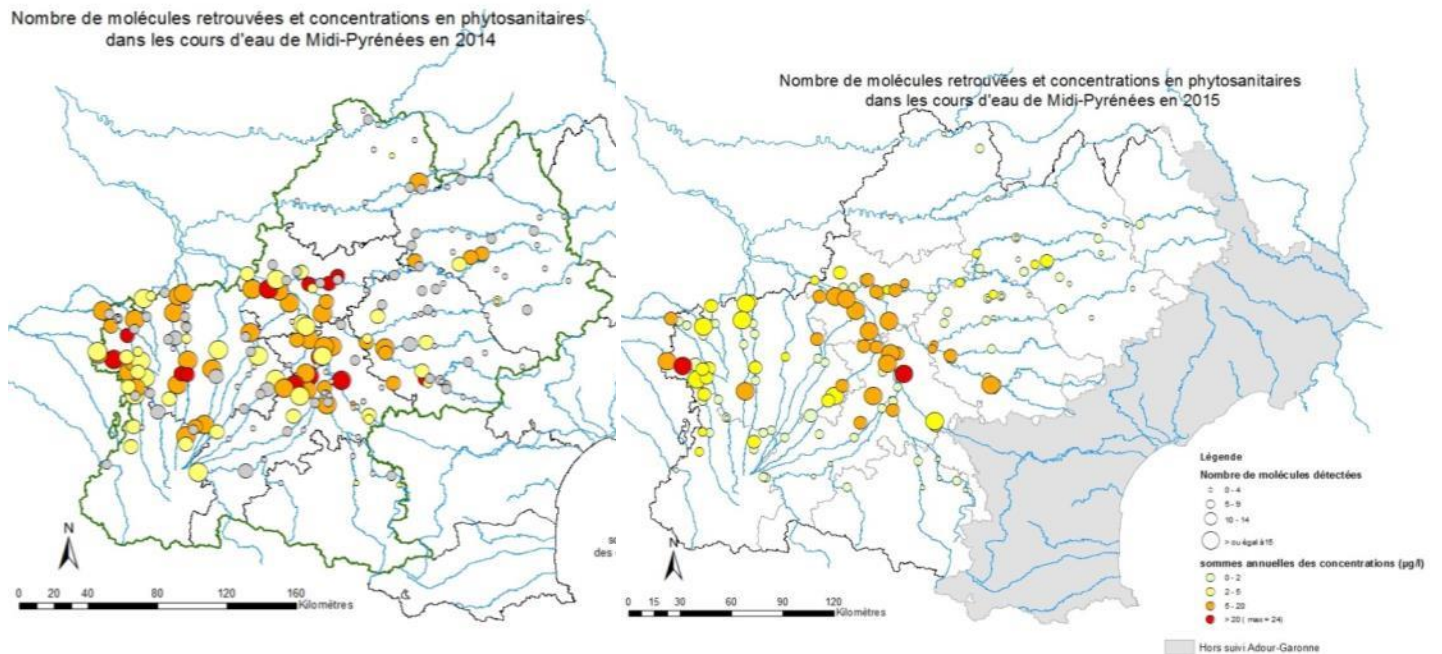 Nombre de molécules retrouvées et concentrations en phytosanitaires
dans les cours d'eau de Midi-Pyrénées en 2014
N
0 20 40 80 120 160
Kilomètres
des
Nombre de molécules retrouvées et concentrations en phytosanitaires
dans les cours d'eau de Midi-Pyrénées en 2015
N
0 15 30 60 90 120
Kilomètres
Légende
Nombre de molécules détectées
0 - 4
5 - 9
10 - 14
> ou égal à 15
sommes annuelles des concentrations (µg/l)
0 - 2
2 - 5
5 - 20
> 20 ( max = 24)
Hors suivi Adour-Garonne